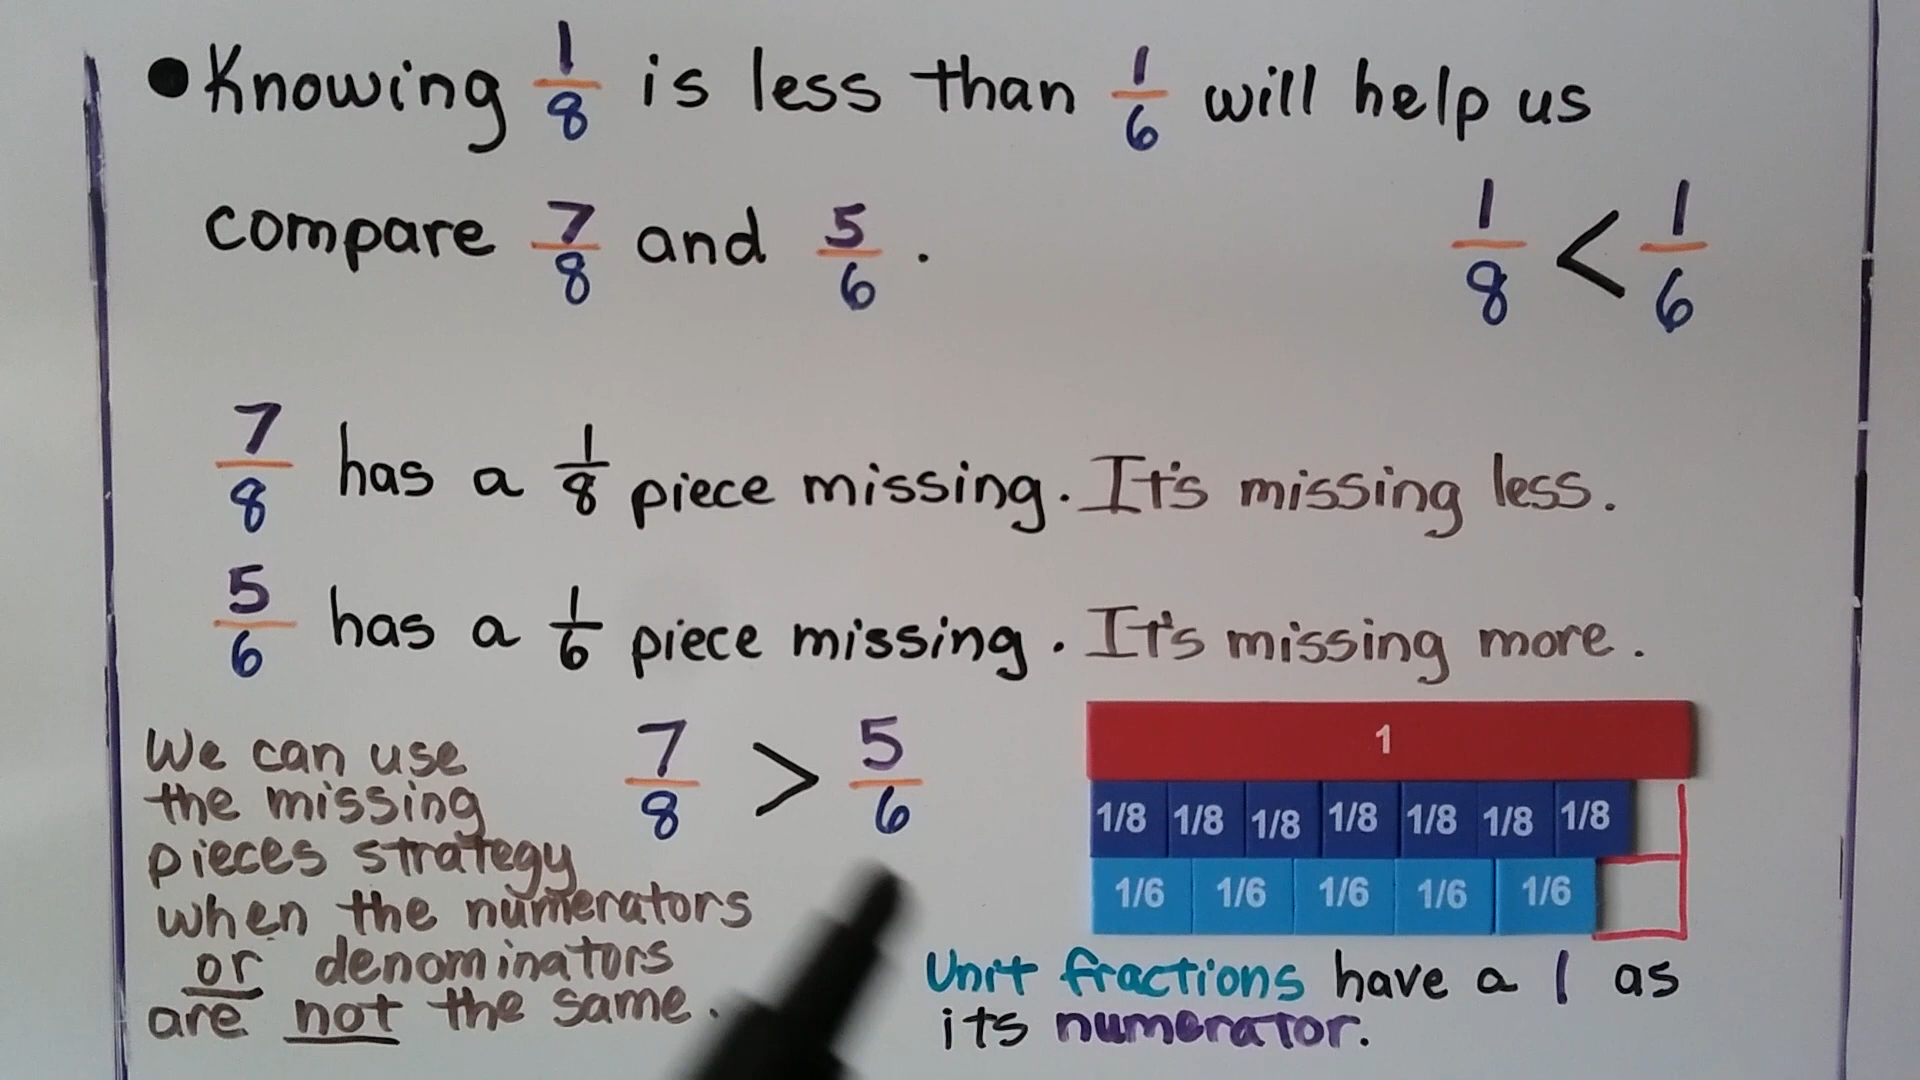 • Knowing 1/8 is less than 1/6 will help us
compare 7/8 and 5/6.
1/8 < 1/6
7/8 has a 1/8 piece missing. It's missing less.
5/6 has a 1/6 piece missing. It's missing more.
We can use
the missing
pieces strategy
when the numerators
or denominators
are not the same.
7/8 > 5/6
1
1/8 1/8 1/8 1/8 1/8 1/8 1/8
1/6 1/6 1/6 1/6 1/6
Unit fractions have a 1 as
its numerator.